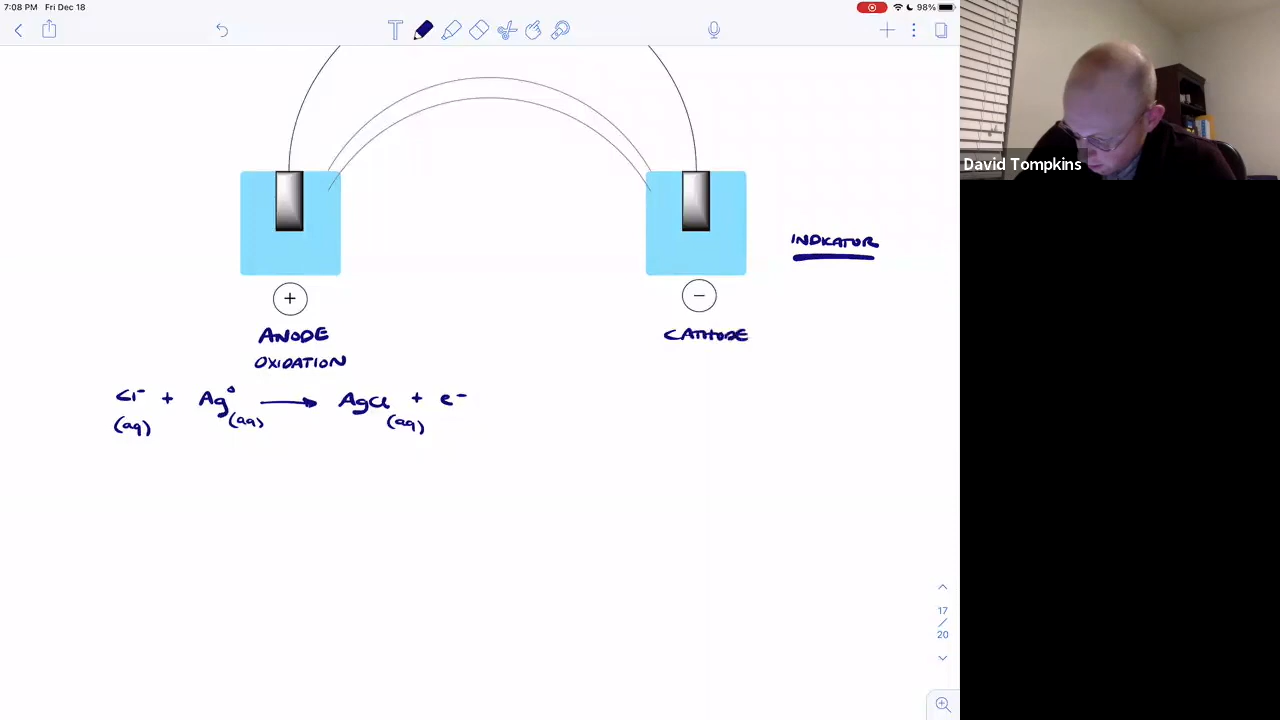 7:08 PM Fri Dec 18
98%
T
David Tompkins
INDICATOR
+
−
ANODE
CATHODE
OXIDATION
Cl⁻ + Ag° → AgCl + e⁻
(aq) (aq) (aq)
17
/
20